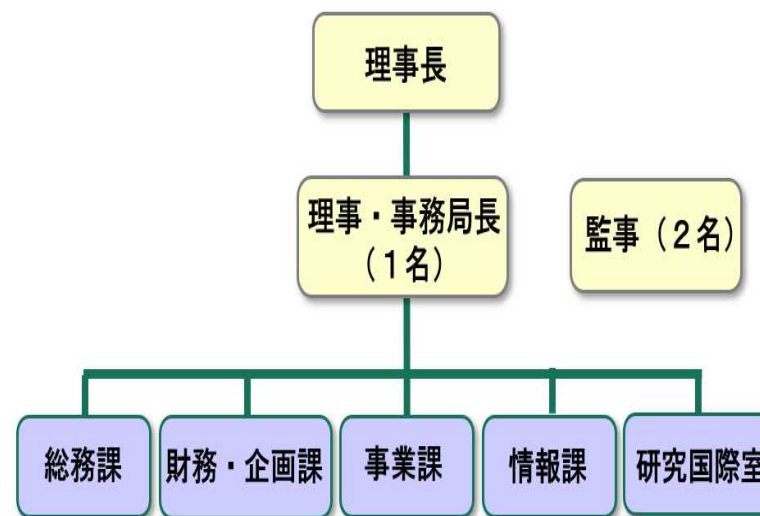 理事長
理事・事務局長
（１名）
監事（２名）
総務課
財務・企画課
事業課
情報課
研究国際室